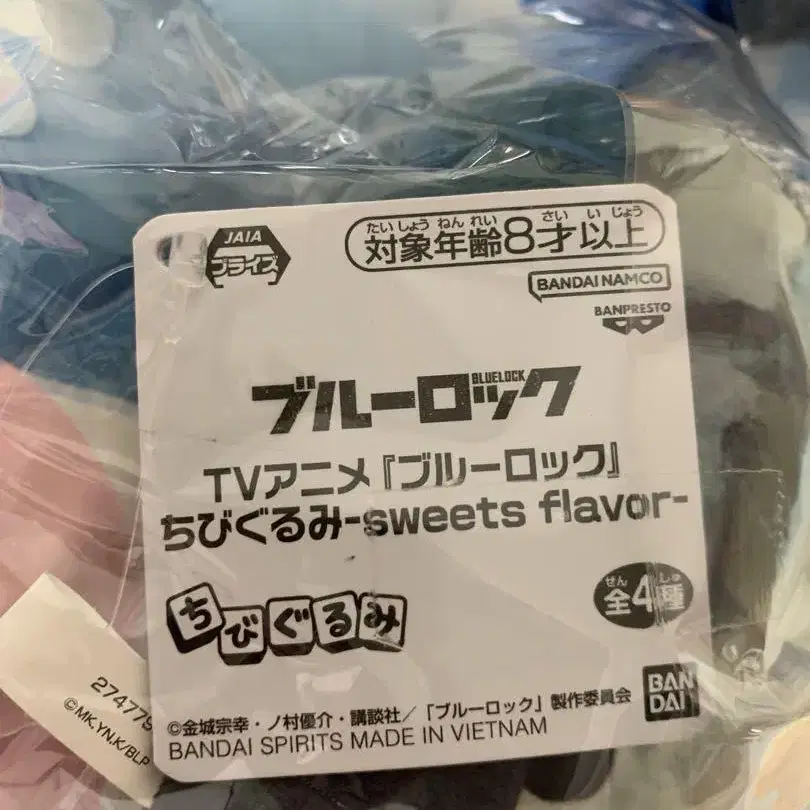 JAIA
プライズ
たいしょうねんれい さい いじょう
対象年齢8才以上
BANDAI NAMCO
BANPRESTO
BLUELOCK
ブルーロック
TVアニメ『ブルーロック』
ちびぐるみ-sweets flavor-
ちびぐるみ
ぜん しゅ
全4種
©金城宗幸・ノ村優介・講談社/「ブルーロック」製作委員会
BANDAI SPIRITS MADE IN VIETNAM
BAN
DAI
274779
©MK,YN,K/BLP